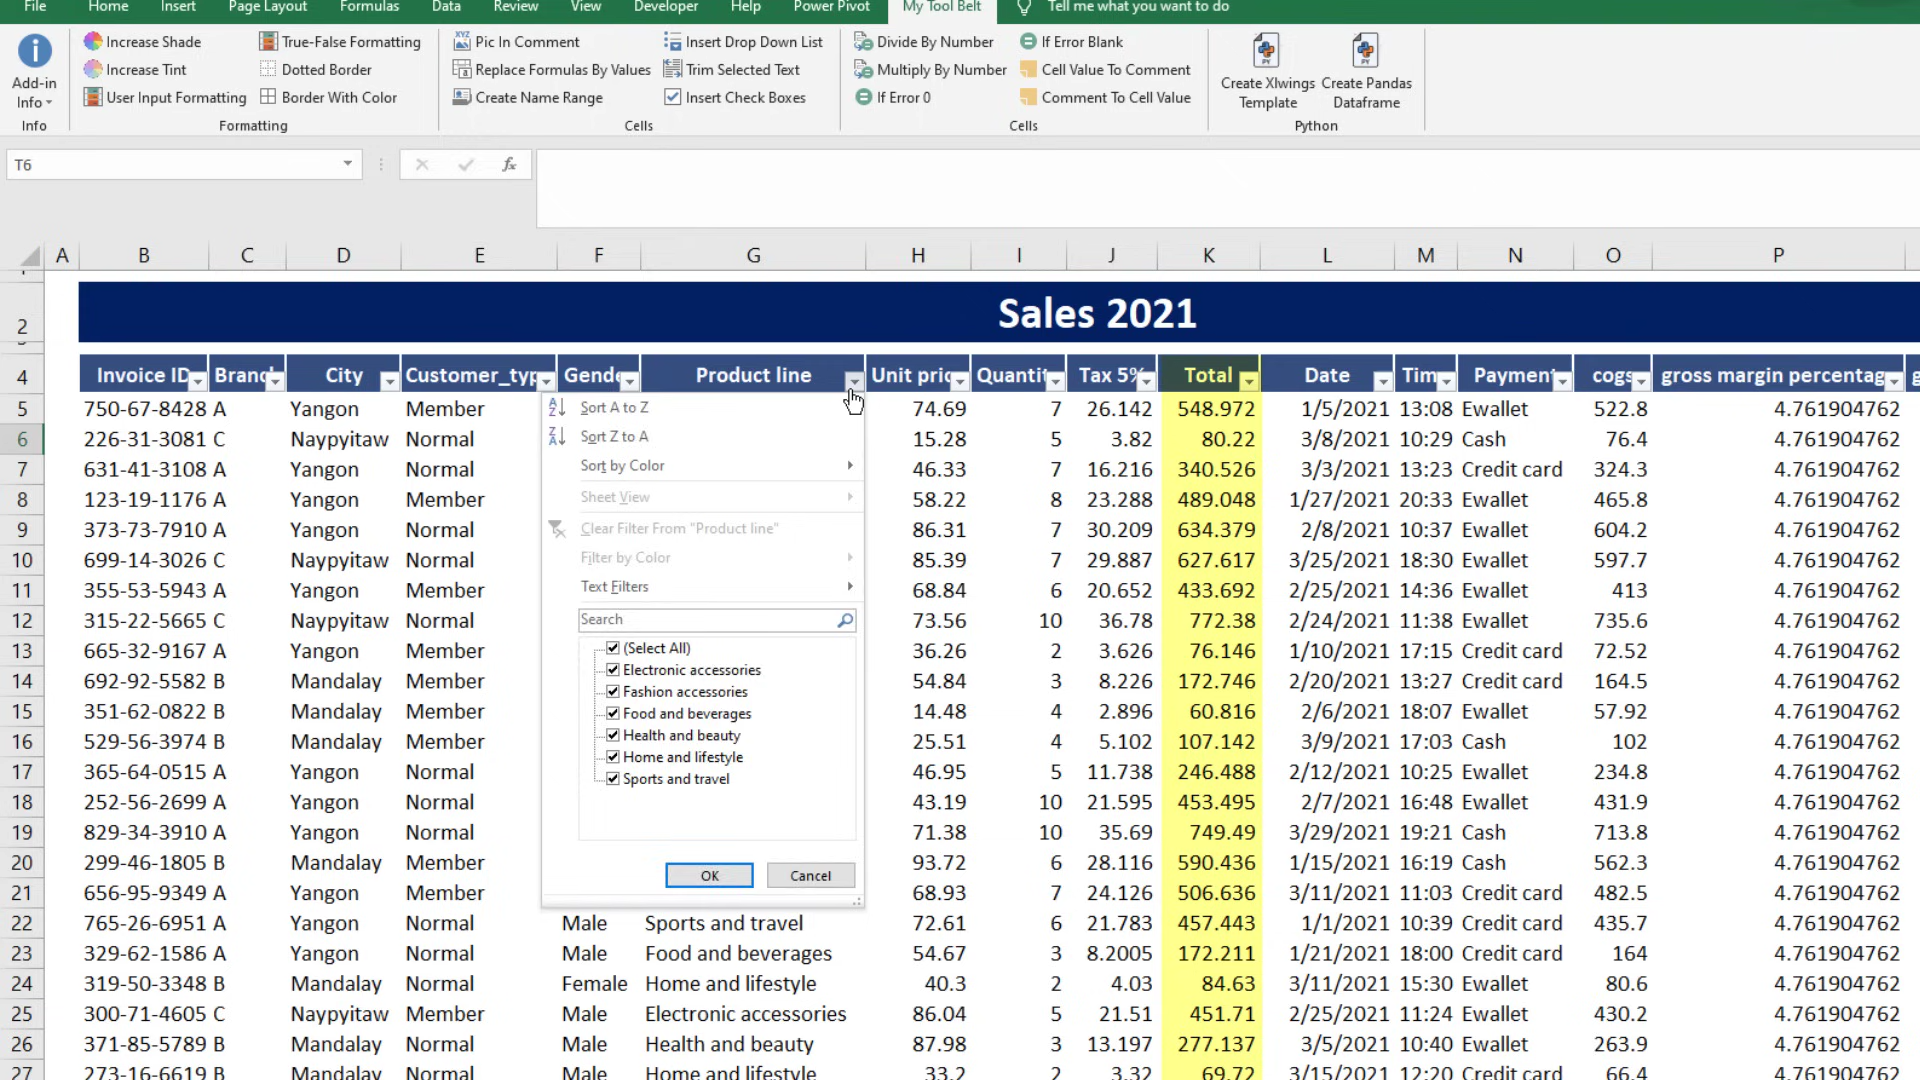 File Home Insert Page Layout Formulas Data Review View Developer Help Power Pivot My Tool Belt Tell me what you want to do
Add-in Info
Info
Increase Shade
Increase Tint
User Input Formatting
True-False Formatting
Dotted Border
Border With Color
Formatting
Pic In Comment
Replace Formulas By Values
Create Name Range
Insert Drop Down List
Trim Selected Text
Insert Check Boxes
Cells
Divide By Number
Multiply By Number
If Error 0
If Error Blank
Cell Value To Comment
Comment To Cell Value
Cells
Create Xlwings Template
Create Pandas Dataframe
Python
T6 fx
A B C D E F G H I J K L M N O P
2 Sales 2021
4 Invoice ID Branc City Customer_typ Gende Product line Unit pric Quantit Tax 5% Total Date Tim Payment cogs gross margin percentag g
5 750-67-8428 A Yangon Member 74.69 7 26.142 548.972 1/5/2021 13:08 Ewallet 522.8 4.761904762
6 226-31-3081 C Naypyitaw Normal 15.28 5 3.82 80.22 3/8/2021 10:29 Cash 76.4 4.761904762
7 631-41-3108 A Yangon Normal 46.33 7 16.216 340.526 3/3/2021 13:23 Credit card 324.3 4.761904762
8 123-19-1176 A Yangon Member 58.22 8 23.288 489.048 1/27/2021 20:33 Ewallet 465.8 4.761904762
9 373-73-7910 A Yangon Normal 86.31 7 30.209 634.379 2/8/2021 10:37 Ewallet 604.2 4.761904762
10 699-14-3026 C Naypyitaw Normal 85.39 7 29.887 627.617 3/25/2021 18:30 Ewallet 597.7 4.761904762
11 355-53-5943 A Yangon Member 68.84 6 20.652 433.692 2/25/2021 14:36 Ewallet 413 4.761904762
12 315-22-5665 C Naypyitaw Normal 73.56 10 36.78 772.38 2/24/2021 11:38 Ewallet 735.6 4.761904762
13 665-32-9167 A Yangon Member 36.26 2 3.626 76.146 1/10/2021 17:15 Credit card 72.52 4.761904762
14 692-92-5582 B Mandalay Member 54.84 3 8.226 172.746 2/20/2021 13:27 Credit card 164.5 4.761904762
15 351-62-0822 B Mandalay Member 14.48 4 2.896 60.816 2/6/2021 18:07 Ewallet 57.92 4.761904762
16 529-56-3974 B Mandalay Member 25.51 4 5.102 107.142 3/9/2021 17:03 Cash 102 4.761904762
17 365-64-0515 A Yangon Normal 46.95 5 11.738 246.488 2/12/2021 10:25 Ewallet 234.8 4.761904762
18 252-56-2699 A Yangon Normal 43.19 10 21.595 453.495 2/7/2021 16:48 Ewallet 431.9 4.761904762
19 829-34-3910 A Yangon Normal 71.38 10 35.69 749.49 3/29/2021 19:21 Cash 713.8 4.761904762
20 299-46-1805 B Mandalay Member 93.72 6 28.116 590.436 1/15/2021 16:19 Cash 562.3 4.761904762
21 656-95-9349 A Yangon Member 68.93 7 24.126 506.636 3/11/2021 11:03 Credit card 482.5 4.761904762
22 765-26-6951 A Yangon Normal Male Sports and travel 72.61 6 21.783 457.443 1/1/2021 10:39 Credit card 435.7 4.761904762
23 329-62-1586 A Yangon Normal Male Food and beverages 54.67 3 8.2005 172.211 1/21/2021 18:00 Credit card 164 4.761904762
24 319-50-3348 B Mandalay Normal Female Home and lifestyle 40.3 2 4.03 84.63 3/11/2021 15:30 Ewallet 80.6 4.761904762
25 300-71-4605 C Naypyitaw Member Male Electronic accessories 86.04 5 21.51 451.71 2/25/2021 11:24 Ewallet 430.2 4.761904762
26 371-85-5789 B Mandalay Normal Male Health and beauty 87.98 3 13.197 277.137 3/5/2021 10:40 Ewallet 263.9 4.761904762
27 273-16-6619 B Mandalay Normal Male Home and lifestyle 33.2 2 3.32 69.72 3/15/2021 12:20 Credit card 66.4 4.761904762
Sort A to Z
Sort Z to A
Sort by Color
Sheet View
Clear Filter From "Product line"
Filter by Color
Text Filters
Search
(Select All)
Electronic accessories
Fashion accessories
Food and beverages
Health and beauty
Home and lifestyle
Sports and travel
OK Cancel